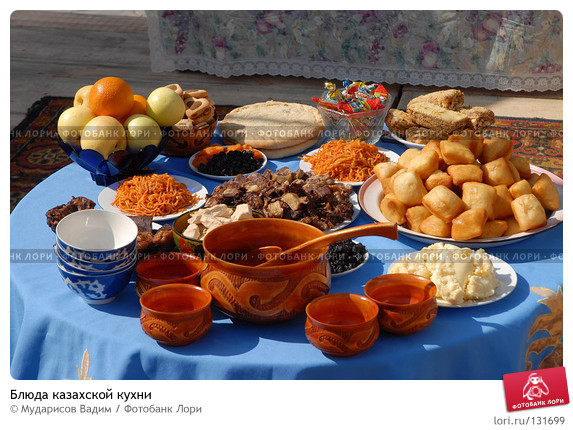 Блюда казахской кухни
© Мударисов Вадим / Фотобанк Лори
ФОТОБАНК ЛОРИ
lori.ru/131699